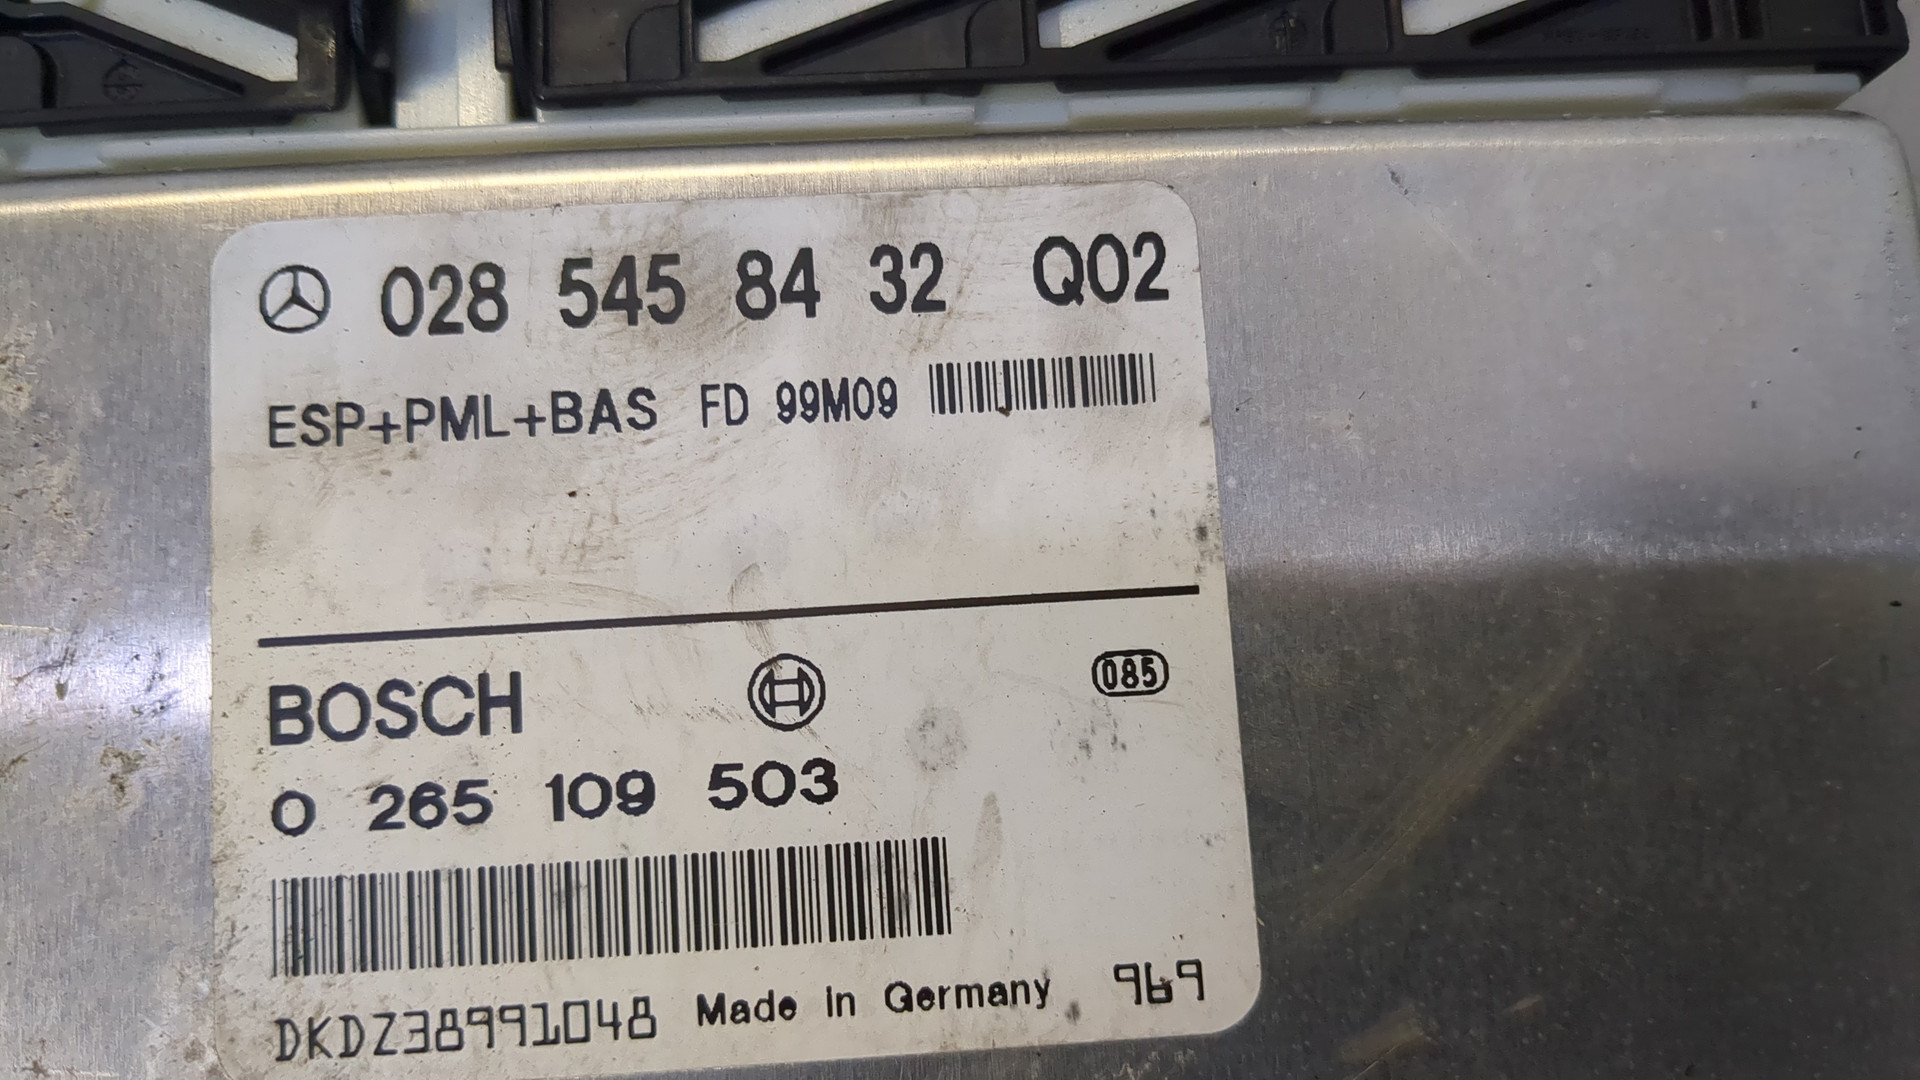 028 545 84 32 Q02
ESP+PML+BAS FD 99M09
BOSCH
085
0 265 109 503
DKDZ38991048 Made in Germany 969